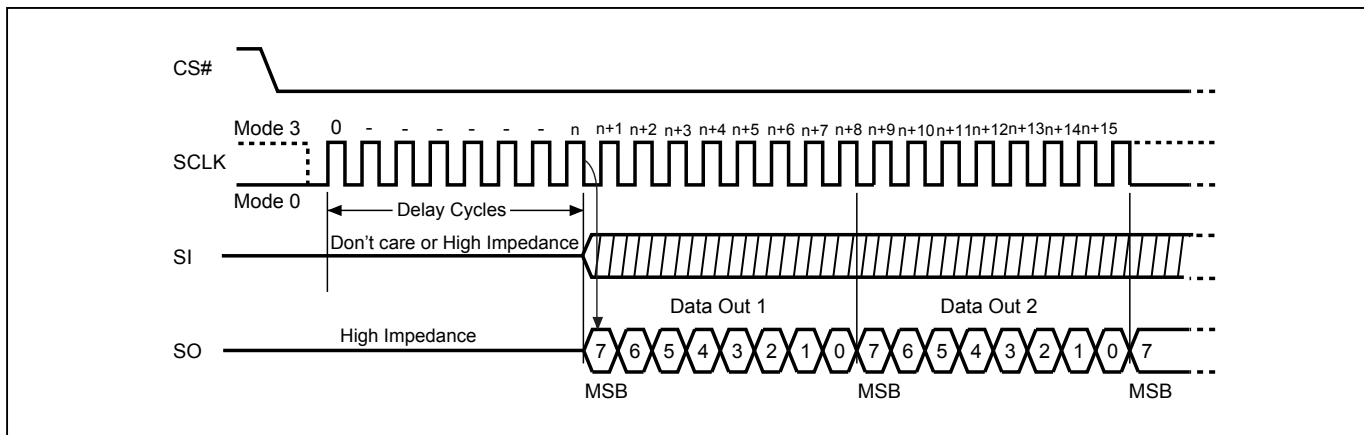 CS#
Mode 3 0 - - - - - - n n+1 n+2 n+3 n+4 n+5 n+6 n+7 n+8 n+9 n+10 n+11 n+12 n+13 n+14 n+15
SCLK
Mode 0
Delay Cycles
Don't care or High Impedance
SI
Data Out 1 Data Out 2
High Impedance
SO 7 6 5 4 3 2 1 0 7 6 5 4 3 2 1 0 7
MSB MSB MSB